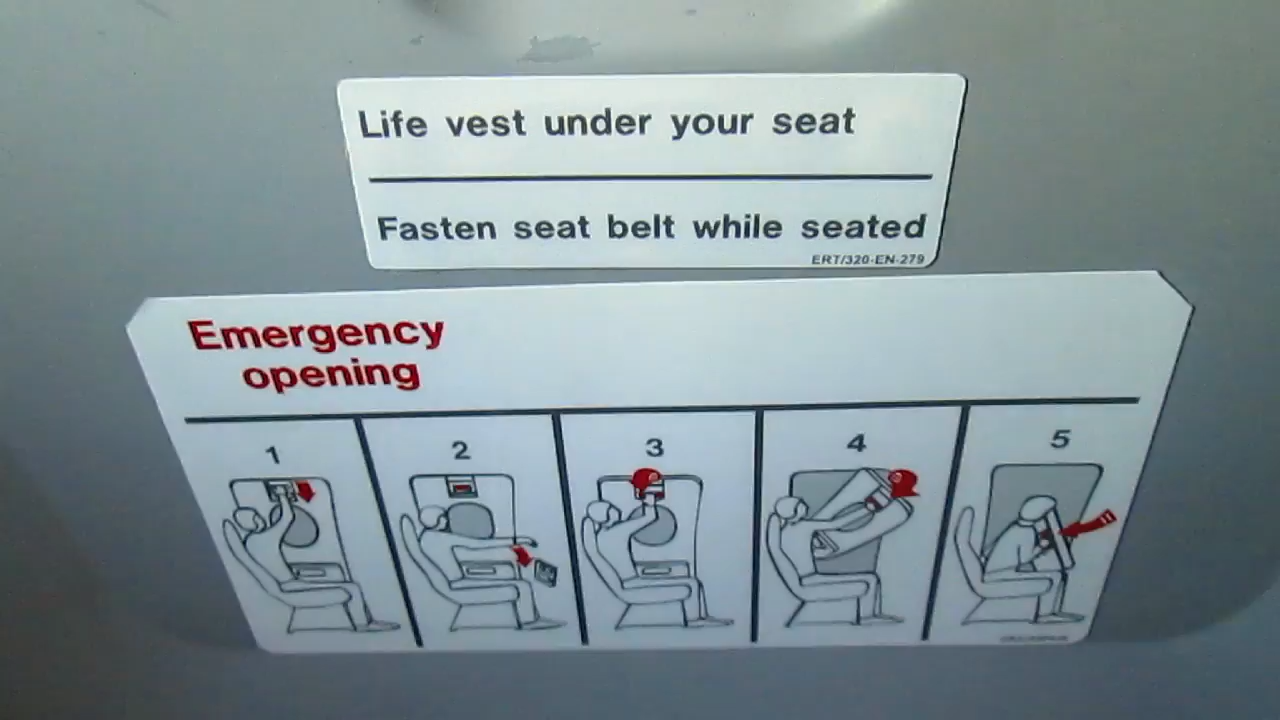 Life vest under your seat
Fasten seat belt while seated
ERT/320-EN-279
Emergency
opening
1 2 3 4 5